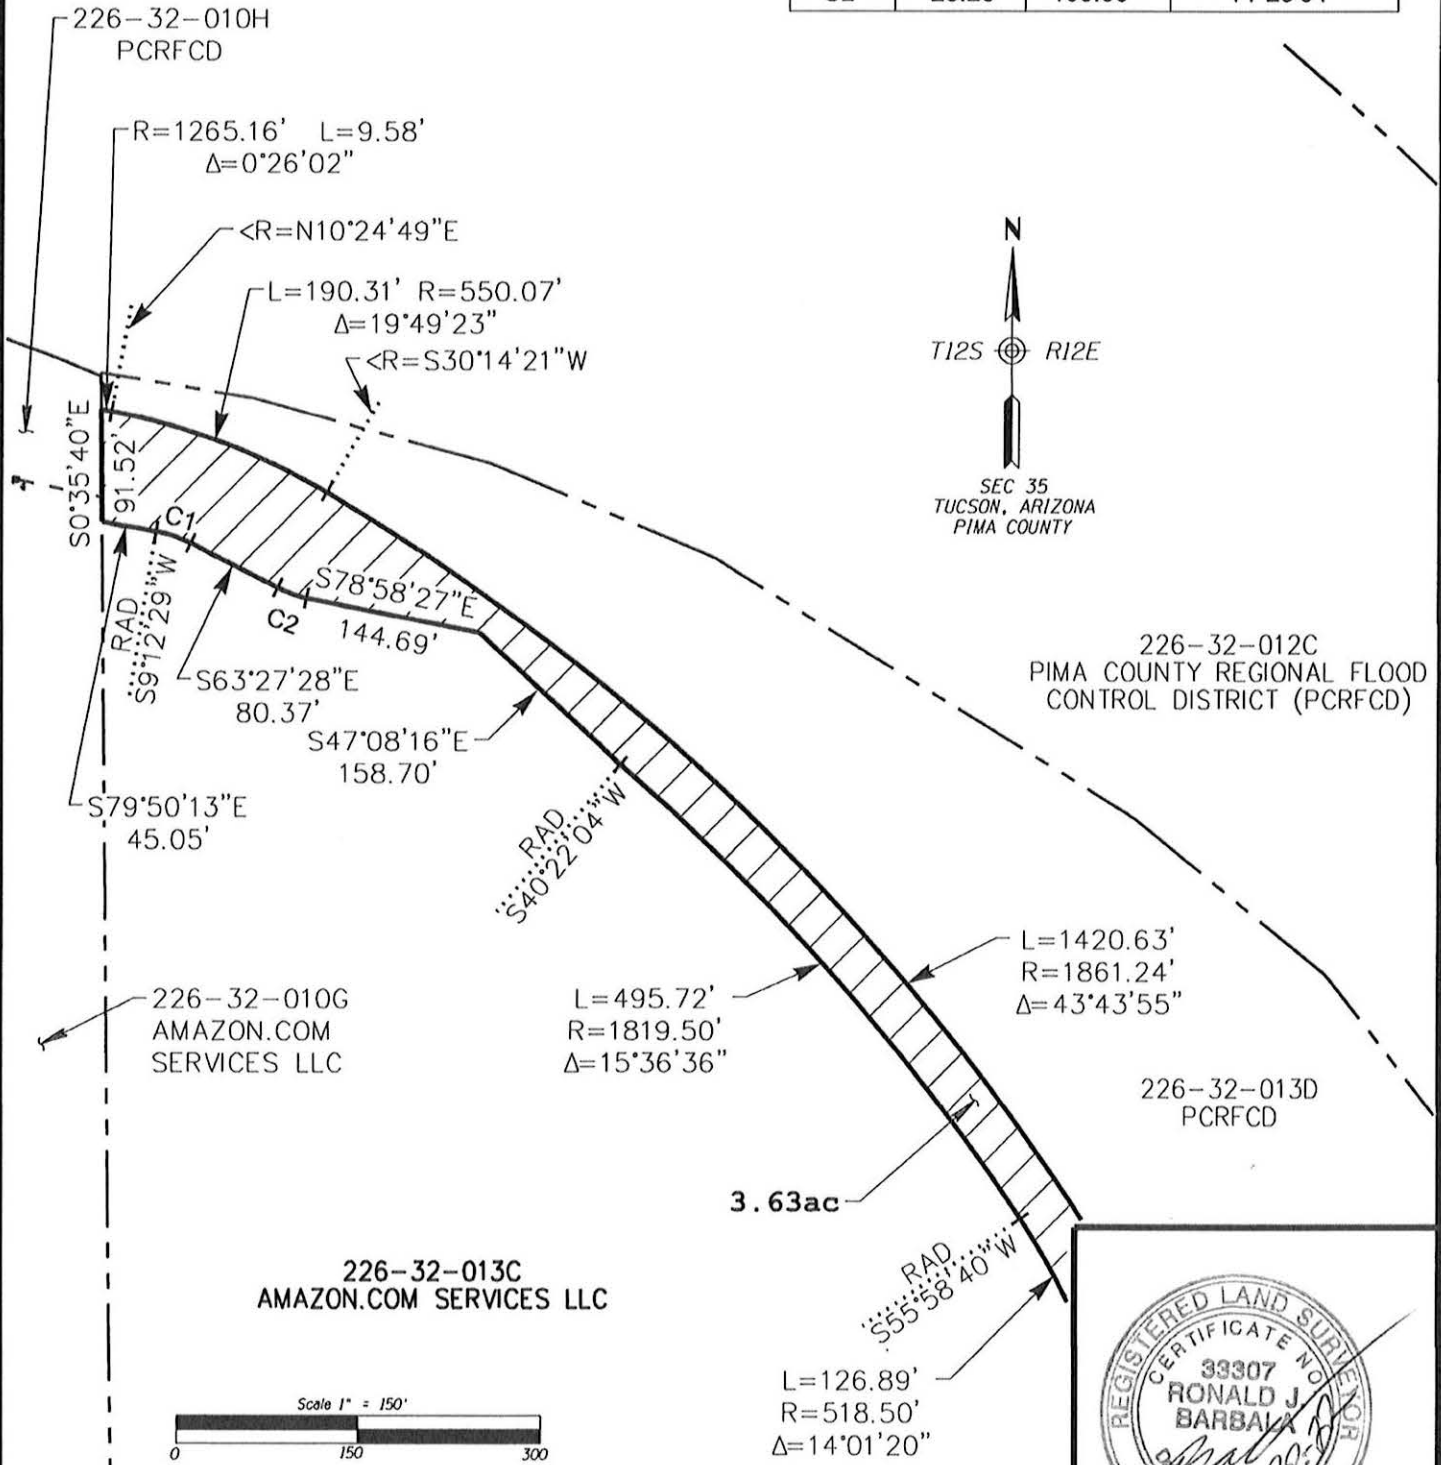 226-32-010H
PCRFCD
R=1265.16' L=9.58'
Δ=0°26'02"
<R=N10°24'49"E
L=190.31' R=550.07'
Δ=19°49'23"
<R=S30°14'21"W
N
T12S R12E
SEC 35
TUCSON, ARIZONA
PIMA COUNTY
S0°35'40"E
91.52'
C1
RAD
S9°12'29"W
C2
S78°58'27"E
144.69'
S63°27'28"E
80.37'
S47°08'16"E
158.70'
S79°50'13"E
45.05'
226-32-012C
PIMA COUNTY REGIONAL FLOOD
CONTROL DISTRICT (PCRFCD)
RAD
S40°22'04"W
L=1420.63'
R=1861.24'
Δ=43°43'55"
226-32-010G
AMAZON.COM
SERVICES LLC
L=495.72'
R=1819.50'
Δ=15°36'36"
226-32-013D
PCRFCD
3.63ac
RAD
S55°58'40"W
226-32-013C
AMAZON.COM SERVICES LLC
L=126.89'
R=518.50'
Δ=14°01'20"
Scale 1" = 150'
0 150 300
REGISTERED LAND SURVEYOR
CERTIFICATE NO.
33307
RONALD J.
BARBALA